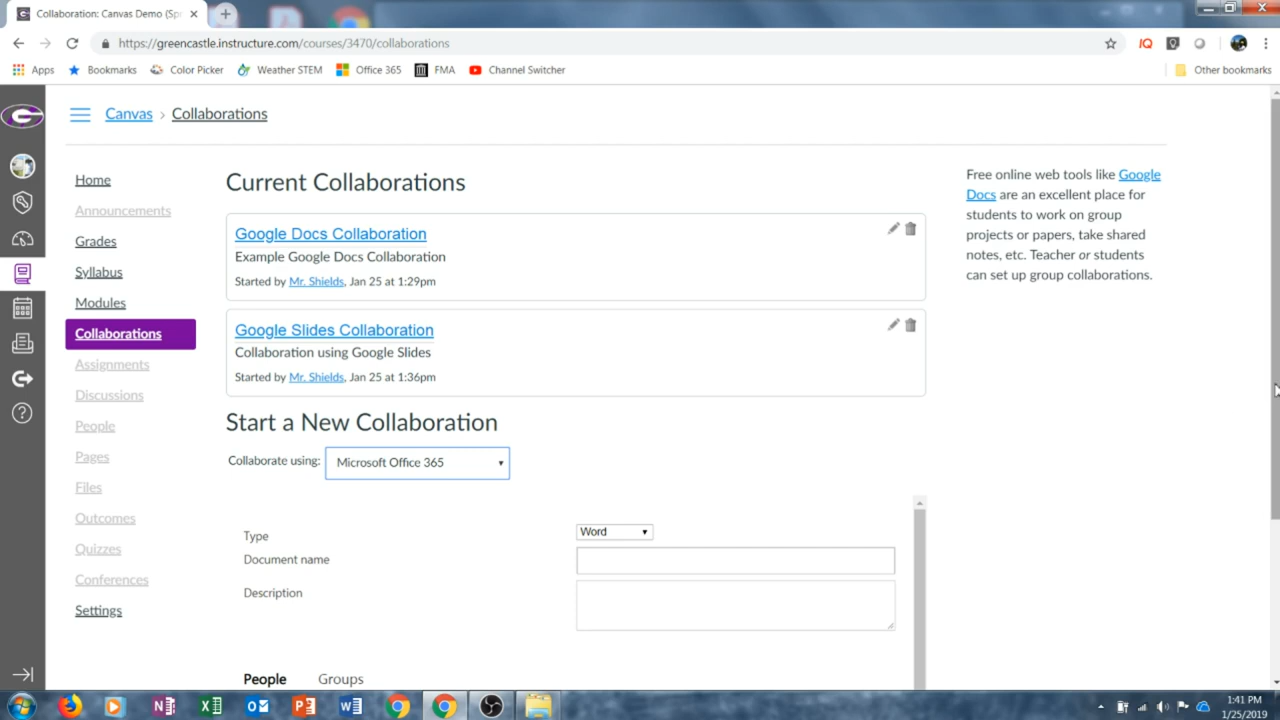 Collaboration: Canvas Demo (Sp
https://greencastle.instructure.com/courses/3470/collaborations
Apps Bookmarks Color Picker Weather STEM Office 365 FMA Channel Switcher Other bookmarks
Canvas > Collaborations
Home
Announcements
Grades
Syllabus
Modules
Collaborations
Assignments
Discussions
People
Pages
Files
Outcomes
Quizzes
Conferences
Settings
Current Collaborations
Google Docs Collaboration
Example Google Docs Collaboration
Started by Mr. Shields, Jan 25 at 1:29pm
Google Slides Collaboration
Collaboration using Google Slides
Started by Mr. Shields, Jan 25 at 1:36pm
Start a New Collaboration
Collaborate using: Microsoft Office 365
Type Word
Document name
Description
People Groups
Free online web tools like Google
Docs are an excellent place for
students to work on group
projects or papers, take shared
notes, etc. Teacher or students
can set up group collaborations.
1:41 PM
1/25/2019